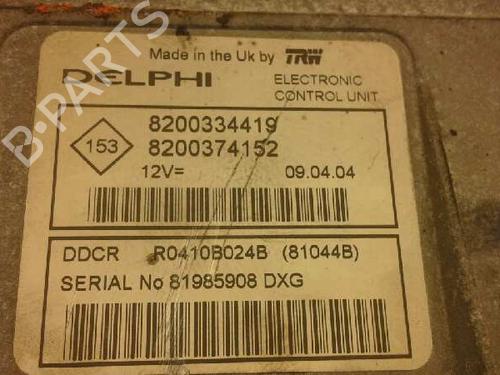 Made in the Uk by TRW
DELPHI ELECTRONIC
CONTROL UNIT
153
8200334419
8200374152
12V= 09.04.04
DDCR R0410B024B (81044B)
SERIAL No 81985908 DXG
B-PARTS